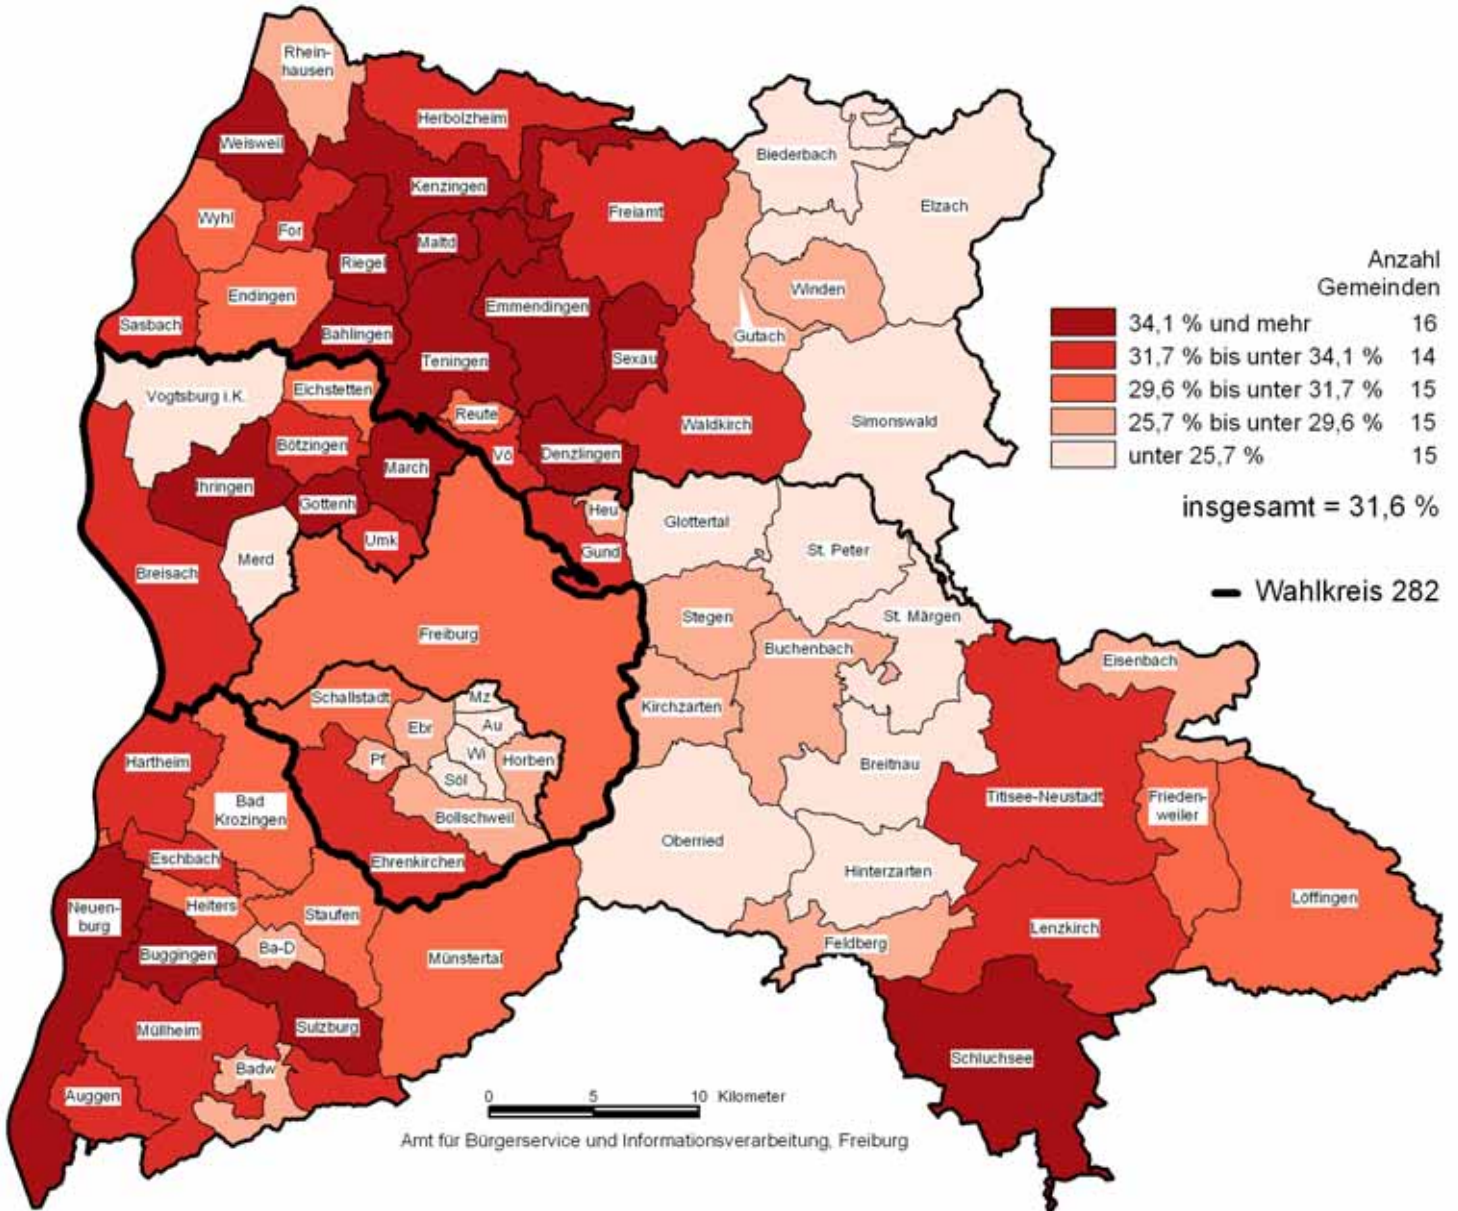 Rhein-
hausen
Herbolzheim
Weisweil
Biederbach
Kenzingen
Elzach
Wyhl
Freiamt
For
Maltd
Riegel
Endingen
Winden
Emmendingen
Sasbach
Bahlingen
Gutach
Teningen
Sexau
Vogtsburg i.K.
Eichstetten
Reute
Waldkirch
Simonswald
Bötzingen
Vö
Denzlingen
March
Ihringen
Gottenh
Heu
Glottertal
Umk
Gund
St. Peter
Merd
Breisach
Stegen
St. Märgen
Freiburg
Buchenbach
Eisenbach
Schallstadt
Mz
Kirchzarten
Ebr
Au
Pf
Wi
Horben
Hartheim
Söl
Breitnau
Bad
Krozingen
Titisee-Neustadt
Frieden-
weiler
Bollschweil
Oberried
Eschbach
Ehrenkirchen
Hinterzarten
Neuen-
burg
Heiters
Staufen
Löffingen
Ba-D
Lenzkirch
Buggingen
Münstertal
Feldberg
Müllheim
Sulzburg
Schluchsee
Badw
Auggen
Anzahl
Gemeinden
34,1 % und mehr 16
31,7 % bis unter 34,1 % 14
29,6 % bis unter 31,7 % 15
25,7 % bis unter 29,6 % 15
unter 25,7 % 15
insgesamt = 31,6 %
Wahlkreis 282
0 5 10 Kilometer
Amt für Bürgerservice und Informationsverarbeitung, Freiburg